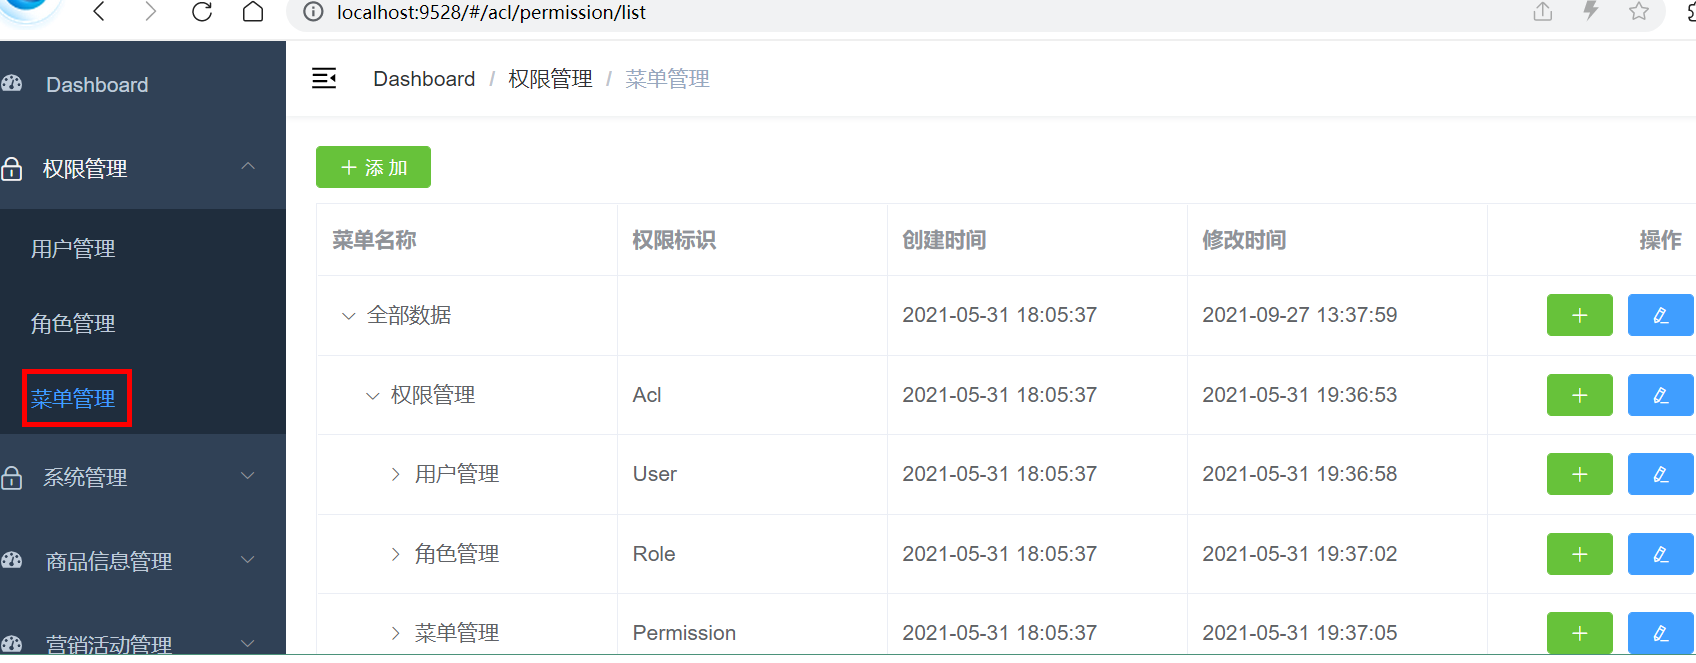 localhost:9528/#/acl/permission/list
Dashboard
权限管理
用户管理
角色管理
菜单管理
系统管理
商品信息管理
营销活动管理
Dashboard / 权限管理 / 菜单管理
+ 添加
菜单名称 权限标识 创建时间 修改时间 操作
全部数据 2021-05-31 18:05:37 2021-09-27 13:37:59
权限管理 Acl 2021-05-31 18:05:37 2021-05-31 19:36:53
用户管理 User 2021-05-31 18:05:37 2021-05-31 19:36:58
角色管理 Role 2021-05-31 18:05:37 2021-05-31 19:37:02
菜单管理 Permission 2021-05-31 18:05:37 2021-05-31 19:37:05